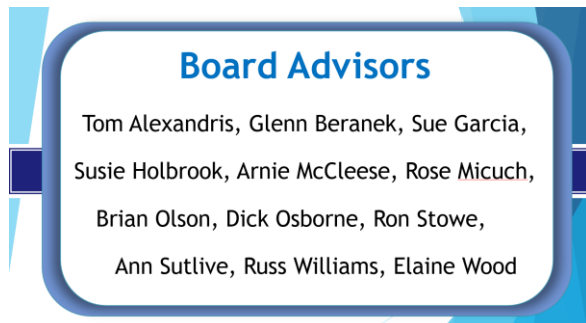 Board Advisors
Tom Alexandris, Glenn Beranek, Sue Garcia,
Susie Holbrook, Arnie McCleese, Rose Micuch,
Brian Olson, Dick Osborne, Ron Stowe,
Ann Sutlive, Russ Williams, Elaine Wood